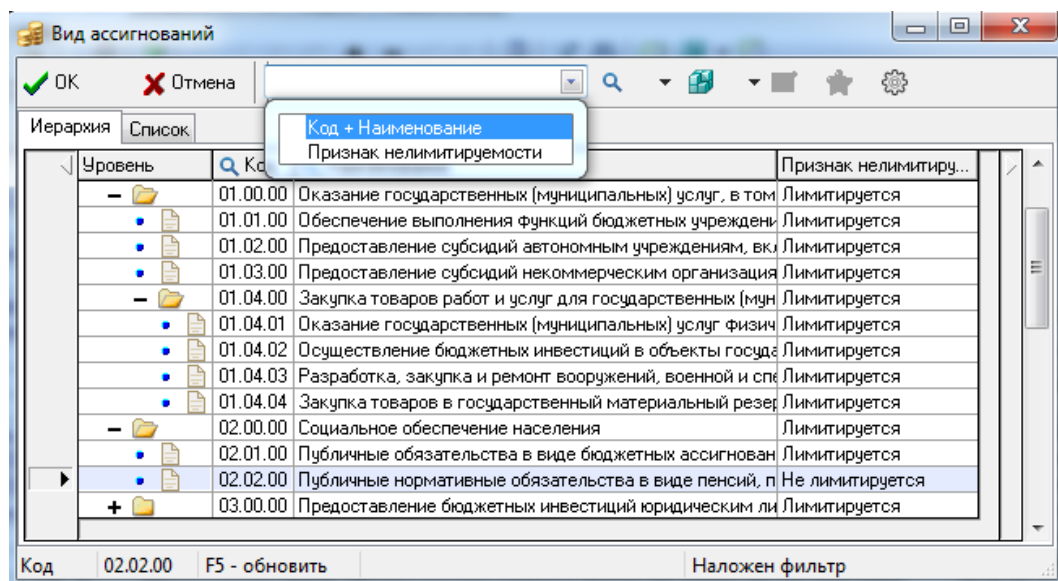 Вид ассигнований
ОК Отмена
Код + Наименование
Признак нелимитируемости
Иерархия Список
Уровень Признак нелимитиру...
01.00.00 Оказание государственных (муниципальных) услуг, в том Лимитируется
01.01.00 Обеспечение выполнения функций бюджетных учреждени Лимитируется
01.02.00 Предоставление субсидий автономным учреждениям, вкл Лимитируется
01.03.00 Предоставление субсидий некоммерческим организация Лимитируется
01.04.00 Закупка товаров работ и услуг для государственных (мун Лимитируется
01.04.01 Оказание государственных (муниципальных) услуг физич Лимитируется
01.04.02 Осуществление бюджетных инвестиций в объекты госуда Лимитируется
01.04.03 Разработка, закупка и ремонт вооружений, военной и спе Лимитируется
01.04.04 Закупка товаров в государственный материальный резер Лимитируется
02.00.00 Социальное обеспечение населения Лимитируется
02.01.00 Публичные обязательства в виде бюджетных ассигнован Лимитируется
02.02.00 Публичные нормативные обязательства в виде пенсий, п Не лимитируется
03.00.00 Предоставление бюджетных инвестиций юридическим ли Лимитируется
Код 02.02.00 F5 - обновить Наложен фильтр